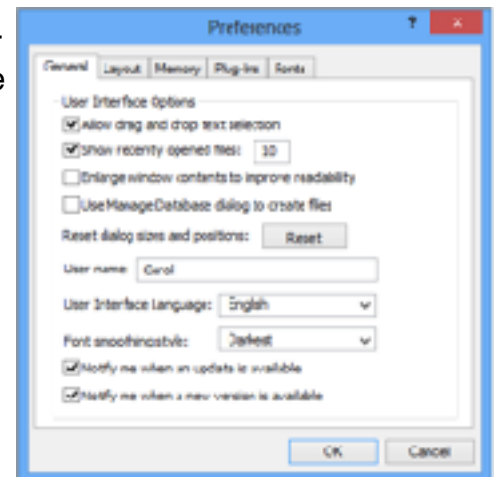 Preferences
General Layout Memory Plug-Ins Fonts
User Interface Options
Allow drag and drop text selection
Show recently opened files: 10
Enlarge window contents to improve readability
Use Manage Database dialog to create files
Reset dialog sizes and positions: Reset
User name: Carol
User Interface Language: English
Font smoothing style: Darkest
Notify me when an update is available
Notify me when a new version is available
OK Cancel